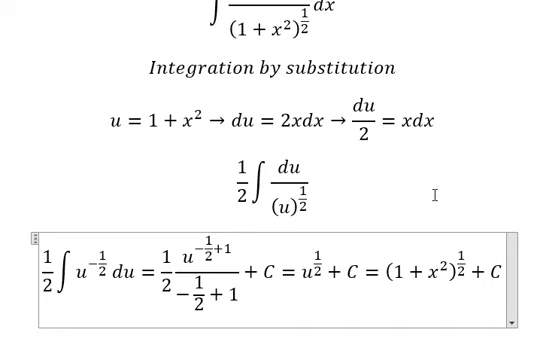 ∫ / (1 + x²)^(1/2) dx
Integration by substitution
u = 1 + x² → du = 2xdx → du/2 = xdx
1/2 ∫ du/(u)^(1/2)
1/2 ∫ u^(−1/2) du = 1/2 u^(−1/2+1)/(−1/2 + 1) + C = u^(1/2) + C = (1 + x²)^(1/2) + C